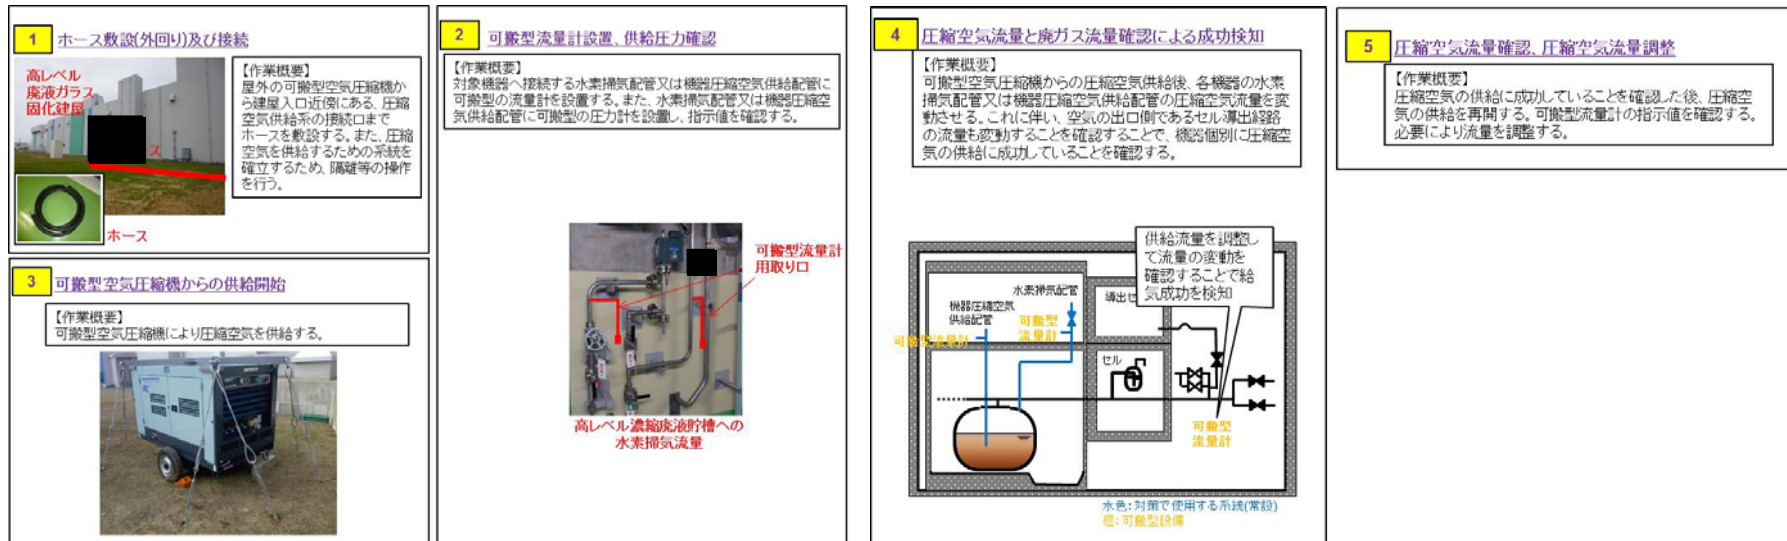 1 ホース敷設(外回り)及び接続
高レベル
廃液ガラス
固化建屋
ス
ホース
【作業概要】
屋外の可搬型空気圧縮機か
ら建屋入口近傍にある、圧縮
空気供給系の接続口まで
ホースを敷設する。また、圧縮
空気を供給するための系統を
確立するため、隔離等の操作
を行う。
3 可搬型空気圧縮機からの供給開始
【作業概要】
可搬型空気圧縮機により圧縮空気を供給する。
2 可搬型流量計設置、供給圧力確認
【作業概要】
対象機器へ接続する水素掃気配管又は機器圧縮空気供給配管に
可搬型の流量計を設置する。また、水素掃気配管又は機器圧縮空
気供給配管に可搬型の圧力計を設置し、指示値を確認する。
可搬型流量計
用取り口
高レベル濃縮廃液貯槽への
水素掃気流量
4 圧縮空気流量と廃ガス流量確認による成功検知
【作業概要】
可搬型空気圧縮機からの圧縮空気供給後、各機器の水素
掃気配管又は機器圧縮空気供給配管の圧縮空気流量を変
動させる。これに伴い、空気の出口側であるセル導出経路
の流量も変動することを確認することで、機器個別に圧縮空
気の供給に成功していることを確認する。
供給流量を調整し
て流量の変動を
確認することで給
気成功を検知
水素掃気配管
機器圧縮空気
供給配管
可搬型
流量計
可搬型流量計
導出セ
セル
可搬型
流量計
水色:対策で使用する系統(常設)
橙:可搬型設備
5 圧縮空気流量確認、圧縮空気流量調整
【作業概要】
圧縮空気の供給に成功していることを確認した後、圧縮空
気の供給を再開する。可搬型流量計の指示値を確認する。
必要により流量を調整する。